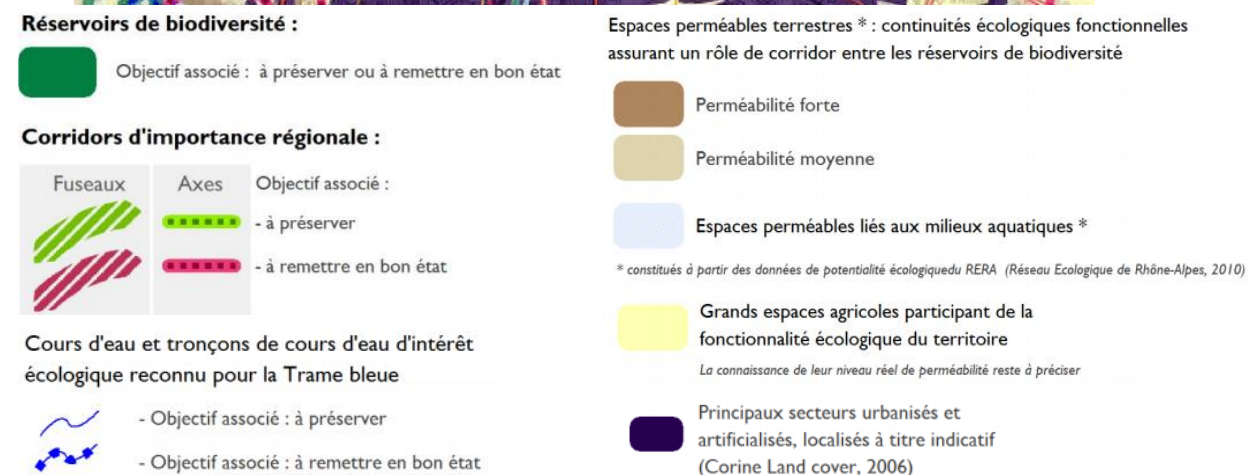 Réservoirs de biodiversité :
Objectif associé : à préserver ou à remettre en bon état
Corridors d'importance régionale :
Fuseaux
Axes
Objectif associé :
- à préserver
- à remettre en bon état
Cours d'eau et tronçons de cours d'eau d'intérêt
écologique reconnu pour la Trame bleue
- Objectif associé : à préserver
- Objectif associé : à remettre en bon état
Espaces perméables terrestres * : continuités écologiques fonctionnelles
assurant un rôle de corridor entre les réservoirs de biodiversité
Perméabilité forte
Perméabilité moyenne
Espaces perméables liés aux milieux aquatiques *
* constitués à partir des données de potentialité écologiquedu RERA (Réseau Ecologique de Rhône-Alpes, 2010)
Grands espaces agricoles participant de la
fonctionnalité écologique du territoire
La connaissance de leur niveau réel de perméabilité reste à préciser
Principaux secteurs urbanisés et
artificialisés, localisés à titre indicatif
(Corine Land cover, 2006)